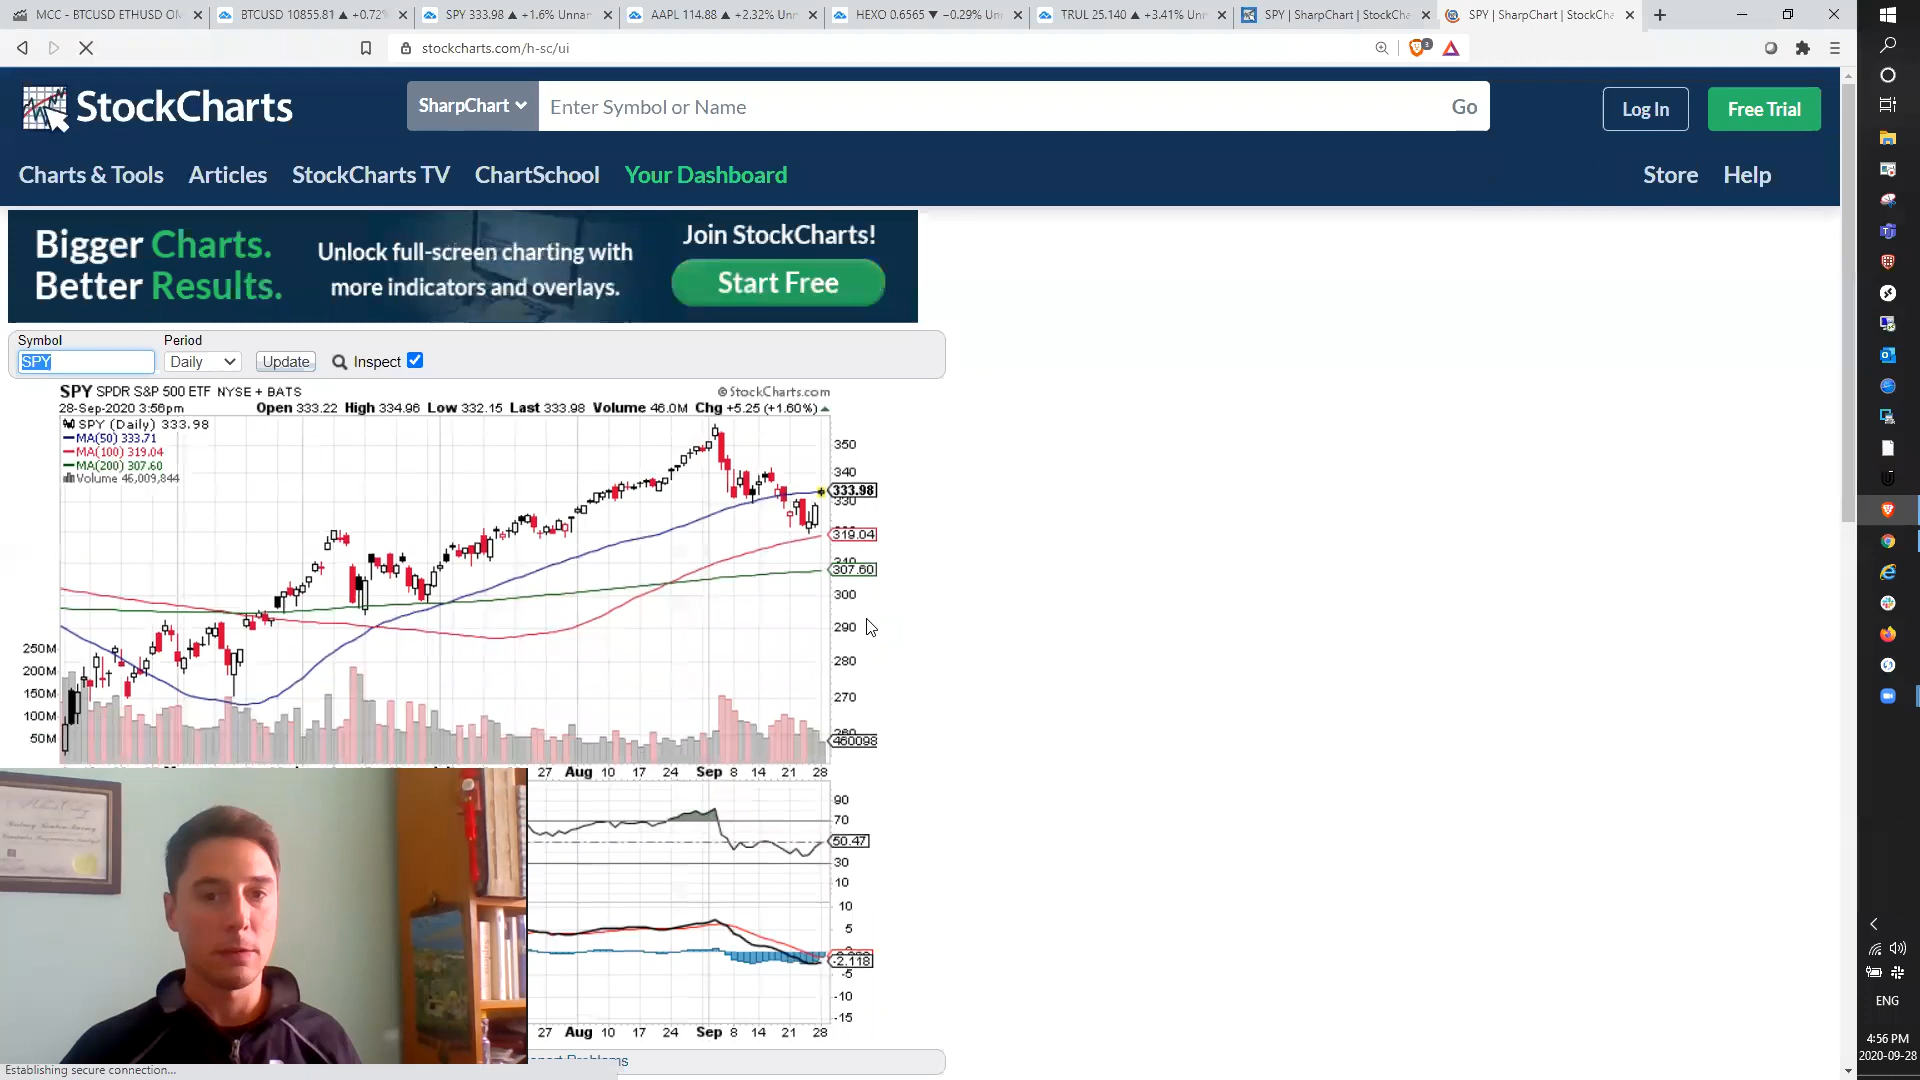 MCC - BTCUSD ETHUSD ON
BTCUSD 10855.81 ▲ +0.72%
SPY 333.98 ▲ +1.6% Unnan
AAPL 114.88 ▲ +2.32% Unn
HEXO 0.6565 ▼ −0.29% Un
TRUL 25.140 ▲ +3.41% Unn
SPY | SharpChart | StockCha
SPY | SharpChart | StockCha
stockcharts.com/h-sc/ui
StockCharts
SharpChart
Enter Symbol or Name
Go
Log In
Free Trial
Charts & Tools
Articles
StockCharts TV
ChartSchool
Your Dashboard
Store
Help
Bigger Charts.
Better Results.
Unlock full-screen charting with
more indicators and overlays.
Join StockCharts!
Start Free
Symbol
Period
SPY
Daily
Update
Inspect
SPY SPDR S&P 500 ETF NYSE + BATS
© StockCharts.com
28-Sep-2020 3:56pm
Open 333.22 High 334.96 Low 332.15 Last 333.98 Volume 46.0M Chg +5.25 (+1.60%)
SPY (Daily) 333.98
MA(50) 333.71
MA(100) 319.04
MA(200) 307.60
Volume 46,009,844
350
340
333.98
330
319.04
310
307.60
300
290
280
270
260
460098
250M
200M
150M
100M
50M
27 Aug 10 17 24 Sep 8 14 21 28
90
70
50.47
30
10
10
5
-2.118
-5
-10
-15
27 Aug 10 17 24 Sep 8 14 21 28
Establishing secure connection...
ENG
4:56 PM
2020-09-28